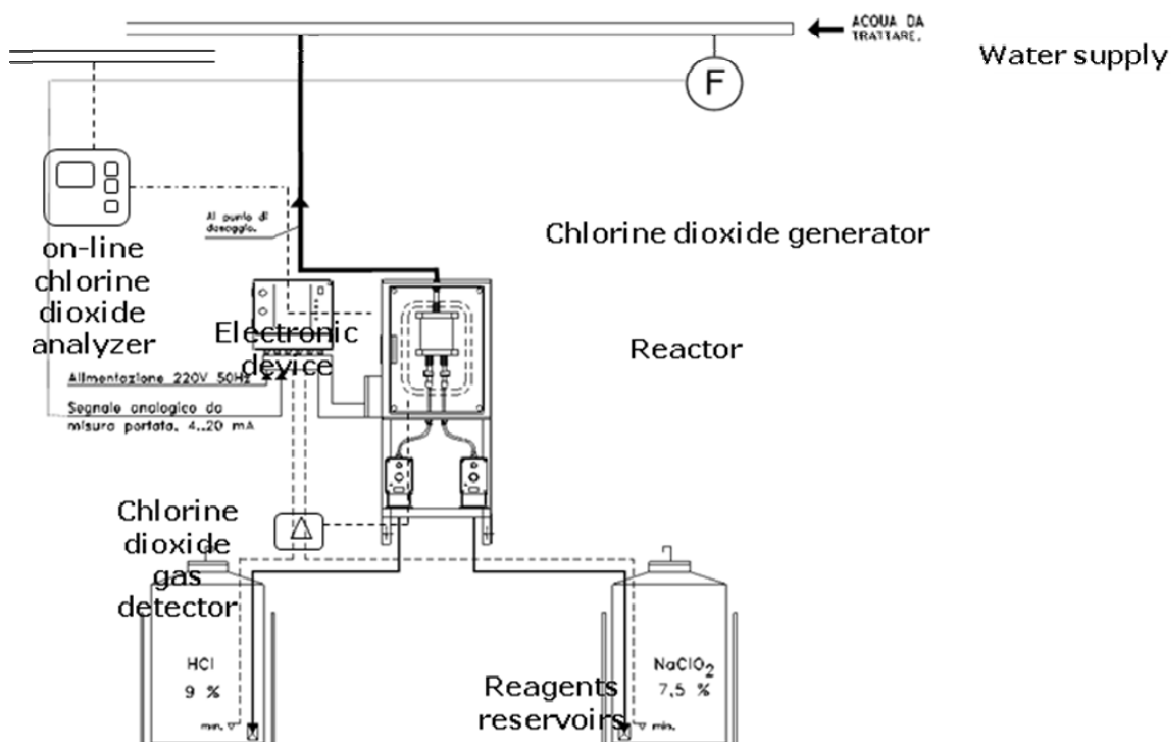 ACQUA DA
TRATTARE.
Water supply
F
Al punto di
dosaggio.
Chlorine dioxide generator
on-line
chlorine
dioxide
analyzer
Electronic
device
Reactor
Alimentazione 220V 50Hz
Segnale analogico da
misura portata. 4..20 mA
Chlorine
dioxide
gas
detector
HCl
9 %
min.
Reagents
reservoirs
NaClO2
7,5 %
min.